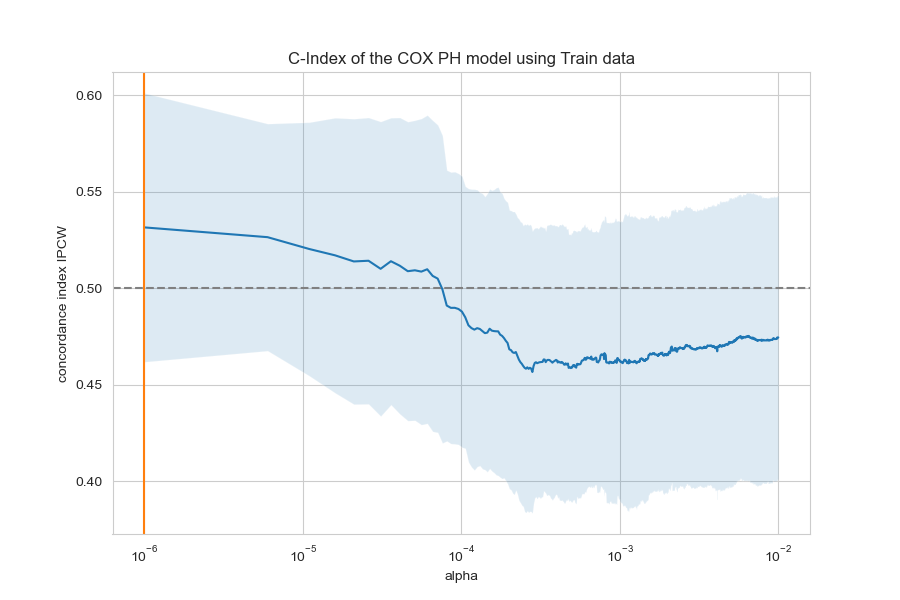 C-Index of the COX PH model using Train data
concordance index IPCW
0.60
0.55
0.50
0.45
0.40
10⁻⁶ 10⁻⁵ 10⁻⁴ 10⁻³ 10⁻²
alpha